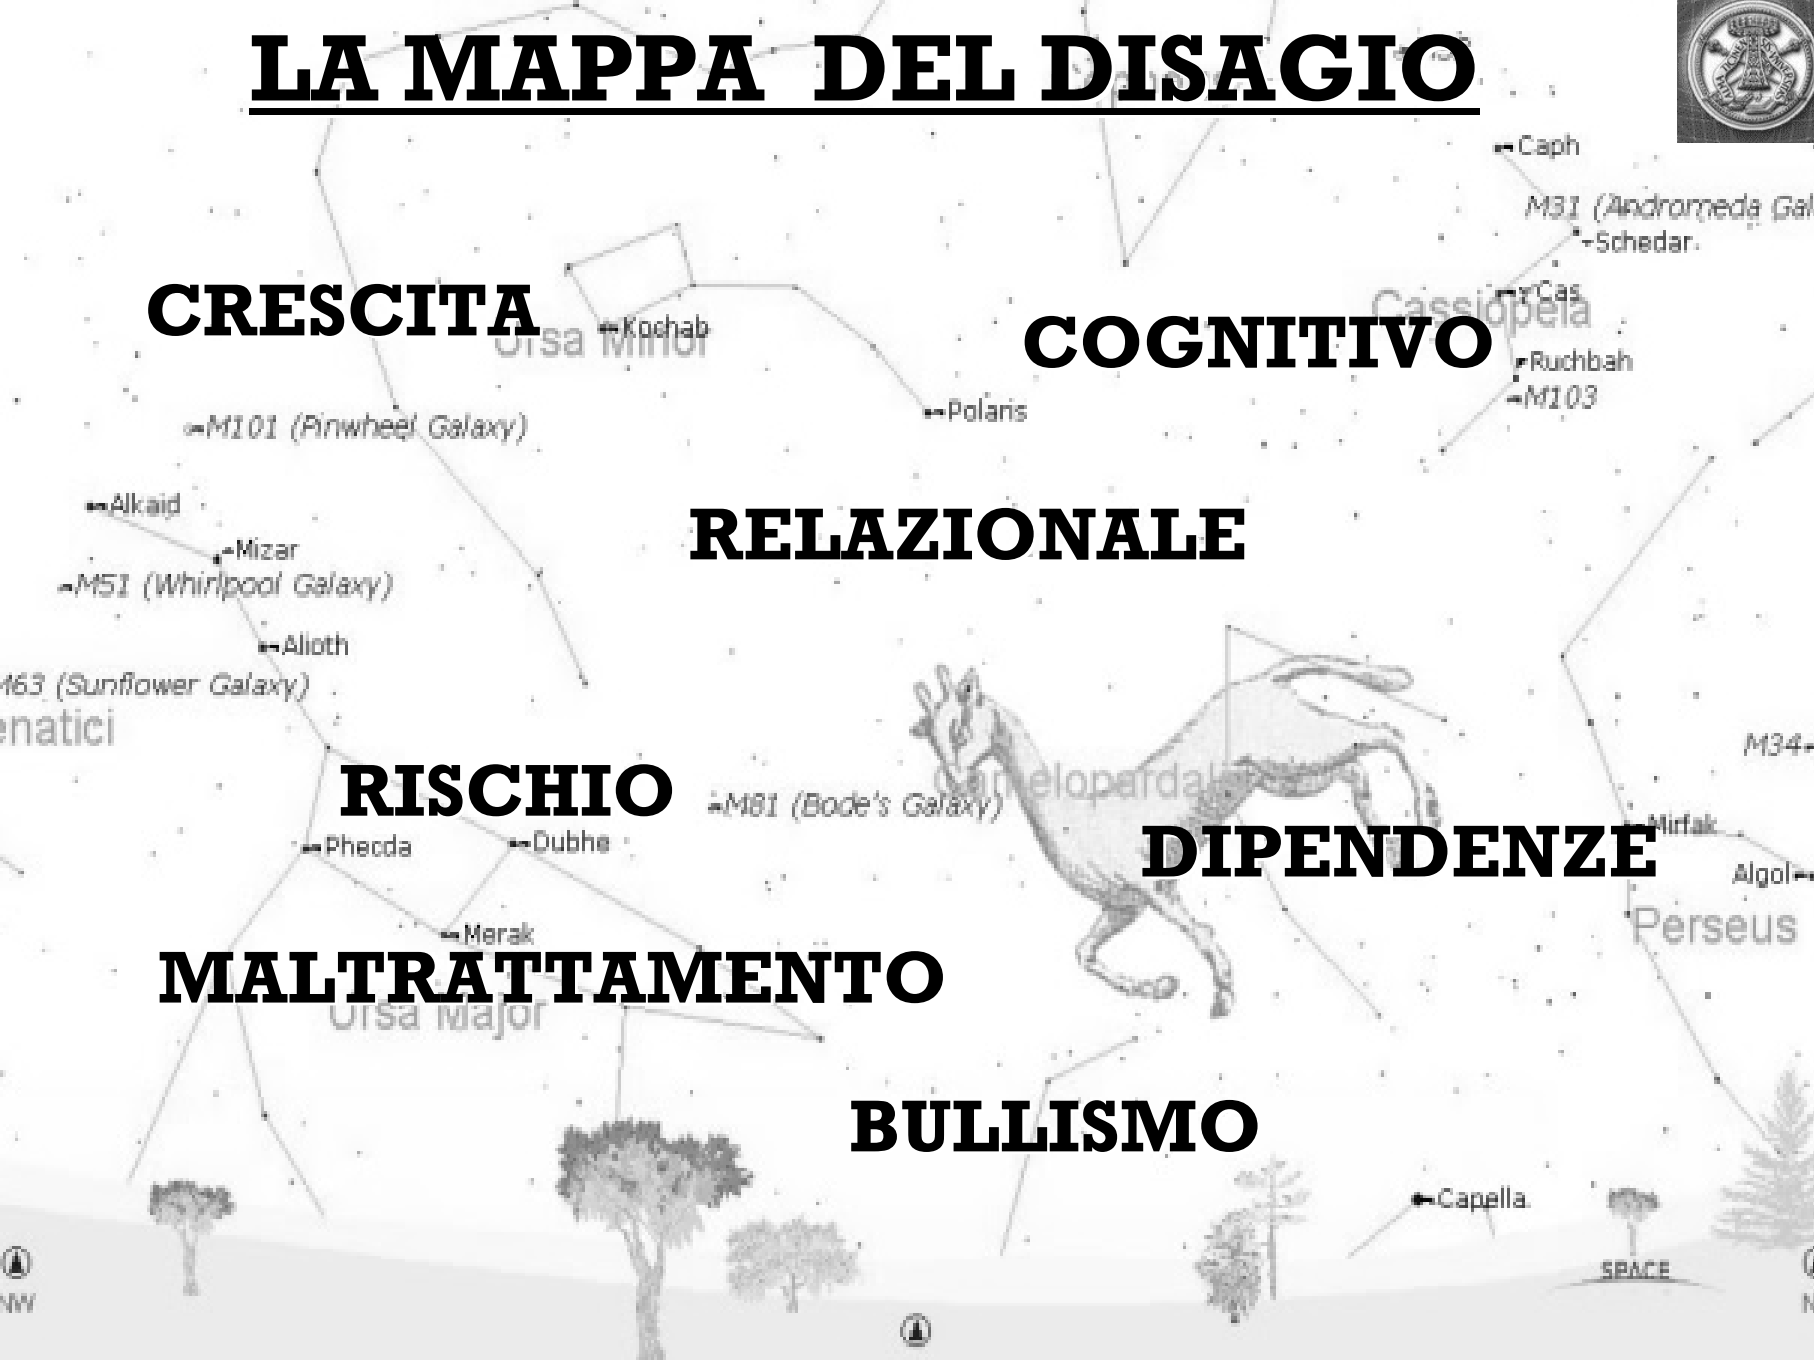 LA MAPPA DEL DISAGIO
Caph
M31 (Andromeda Gal
Schedar
Cas
Cassiopeia
CRESCITA
Kochab
Ursa Minor
COGNITIVO
Ruchbah
M103
Polaris
M101 (Pinwheel Galaxy)
Alkaid
RELAZIONALE
Mizar
M51 (Whirlpool Galaxy)
Alioth
M63 (Sunflower Galaxy)
enatici
M34
RISCHIO
Camelopardalis
M81 (Bode's Galaxy)
Mirfak
Phecda
Dubhe
DIPENDENZE
Algol
Perseus
Merak
MALTRATTAMENTO
Ursa Major
BULLISMO
Capella
SPACE
NW
N